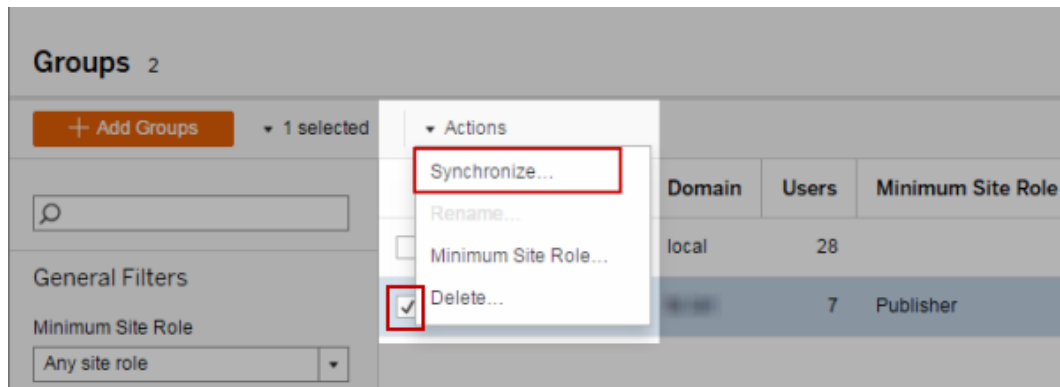 Groups 2
+ Add Groups
1 selected
Actions
Synchronize...
Rename...
Minimum Site Role...
Delete...
Domain Users Minimum Site Role
local 28
7 Publisher
General Filters
Minimum Site Role
Any site role